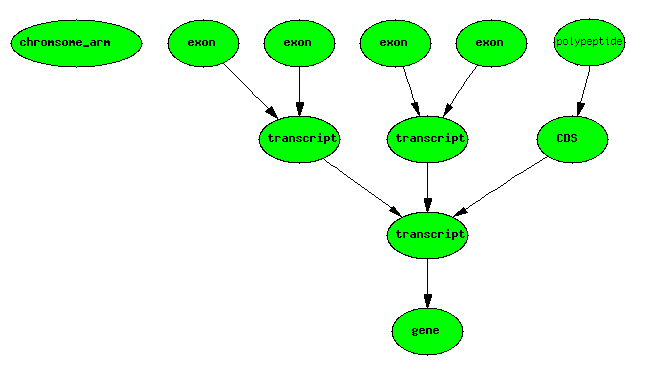 chromsome_arm
exon
exon
exon
exon
polypeptide
transcript
transcript
CDS
transcript
gene